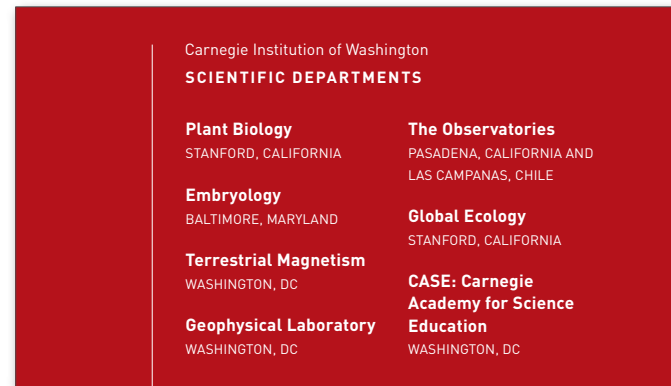 Carnegie Institution of Washington
SCIENTIFIC DEPARTMENTS
Plant Biology
STANFORD, CALIFORNIA
Embryology
BALTIMORE, MARYLAND
Terrestrial Magnetism
WASHINGTON, DC
Geophysical Laboratory
WASHINGTON, DC
The Observatories
PASADENA, CALIFORNIA AND
LAS CAMPANAS, CHILE
Global Ecology
STANFORD, CALIFORNIA
CASE: Carnegie
Academy for Science
Education
WASHINGTON, DC